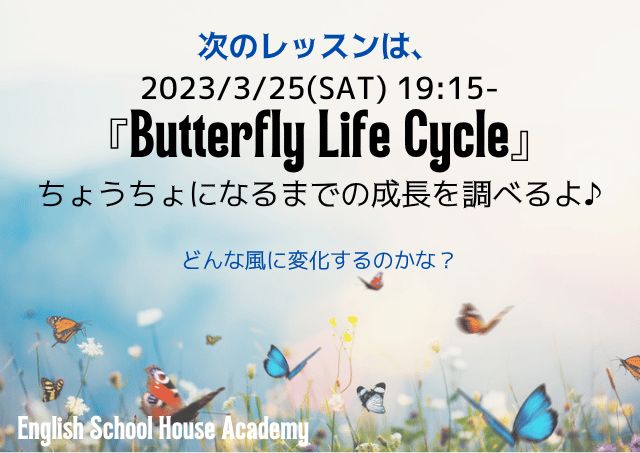 次のレッスンは、
2023/3/25(SAT) 19:15-
『Butterfly Life Cycle』
ちょうちょになるまでの成長を調べるよ♪
どんな風に変化するのかな？
English School House Academy